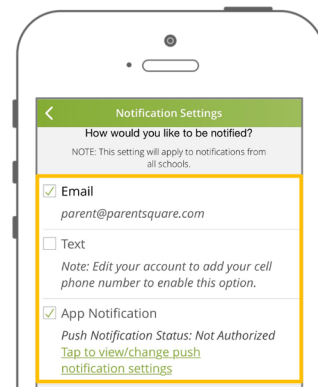 Notification Settings
How would you like to be notified?
NOTE: This setting will apply to notifications from
all schools.
Email
parent@parentsquare.com
Text
Note: Edit your account to add your cell
phone number to enable this option.
App Notification
Push Notification Status: Not Authorized
Tap to view/change push
notification settings